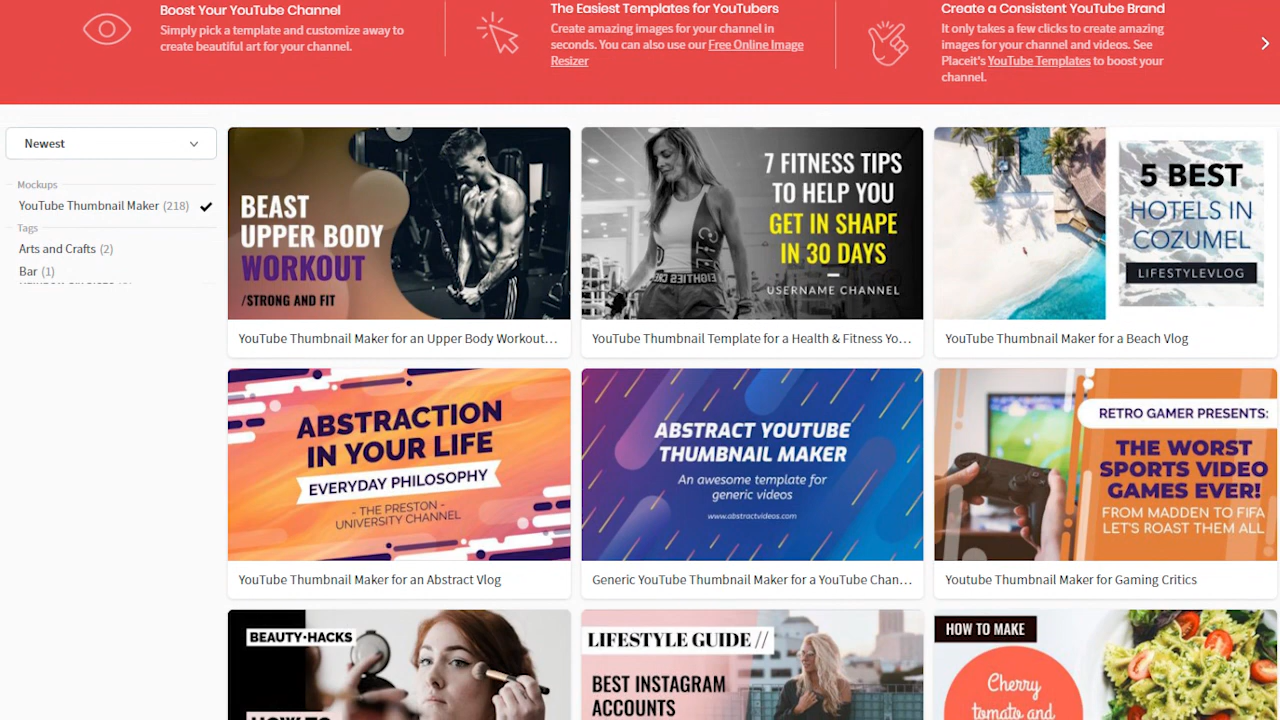 Boost Your YouTube Channel
Simply pick a template and customize away to
create beautiful art for your channel.
The Easiest Templates for YouTubers
Create amazing images for your channel in
seconds. You can also use our Free Online Image
Resizer
Create a Consistent YouTube Brand
It only takes a few clicks to create amazing
images for your channel and videos. See
Placeit's YouTube Templates to boost your
channel.
Newest
Mockups
YouTube Thumbnail Maker (218)
Tags
Arts and Crafts (2)
Bar (1)
BEAST
UPPER BODY
WORKOUT
/STRONG AND FIT
YouTube Thumbnail Maker for an Upper Body Workout…
7 FITNESS TIPS
TO HELP YOU
GET IN SHAPE
IN 30 DAYS
USERNAME CHANNEL
YouTube Thumbnail Template for a Health & Fitness Yo…
5 BEST
HOTELS IN
COZUMEL
LIFESTYLEVLOG
YouTube Thumbnail Maker for a Beach Vlog
ABSTRACTION
IN YOUR LIFE
EVERYDAY PHILOSOPHY
- THE PRESTON -
UNIVERSITY CHANNEL
YouTube Thumbnail Maker for an Abstract Vlog
ABSTRACT YOUTUBE
THUMBNAIL MAKER
An awesome template for
generic videos
www.abstractvideos.com
Generic YouTube Thumbnail Maker for a YouTube Chan…
RETRO GAMER PRESENTS:
THE WORST
SPORTS VIDEO
GAMES EVER!
FROM MADDEN TO FIFA
LET'S ROAST THEM ALL
Youtube Thumbnail Maker for Gaming Critics
BEAUTY•HACKS
HOW TO
LIFESTYLE GUIDE //
BEST INSTAGRAM
ACCOUNTS
HOW TO MAKE
Cherry
tomato and